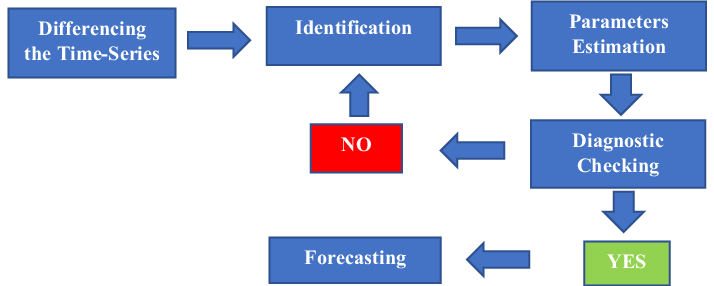 Differencing
the Time-Series
Identification
Parameters
Estimation
NO
Diagnostic
Checking
Forecasting
YES